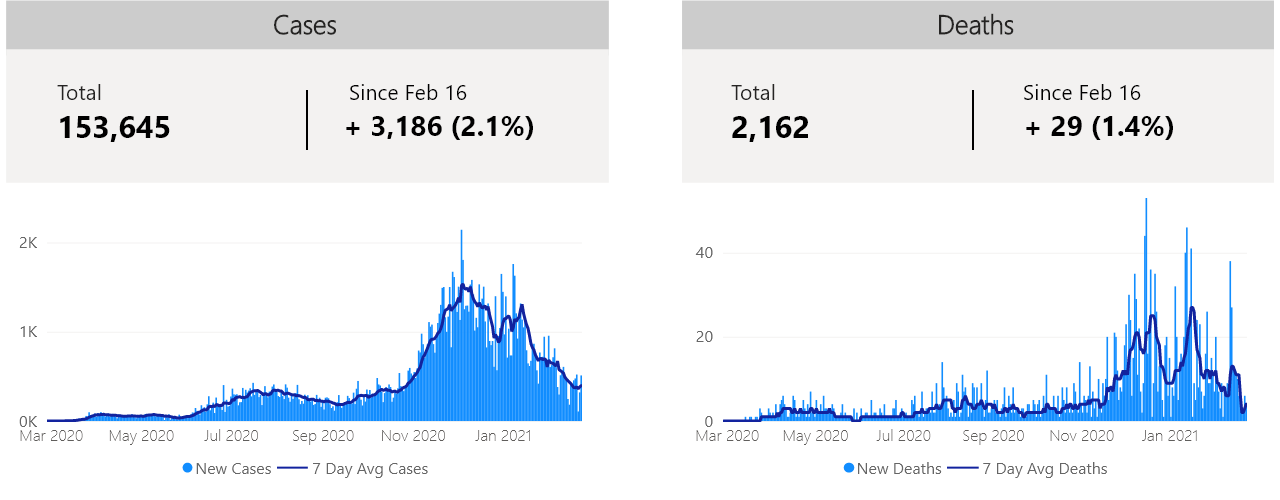 Cases
Total
Since Feb 16
153,645
+ 3,186 (2.1%)
2K
1K
0K
Mar 2020 May 2020 Jul 2020 Sep 2020 Nov 2020 Jan 2021
New Cases 7 Day Avg Cases
Deaths
Total
Since Feb 16
2,162
+ 29 (1.4%)
40
20
0
Mar 2020 May 2020 Jul 2020 Sep 2020 Nov 2020 Jan 2021
New Deaths 7 Day Avg Deaths